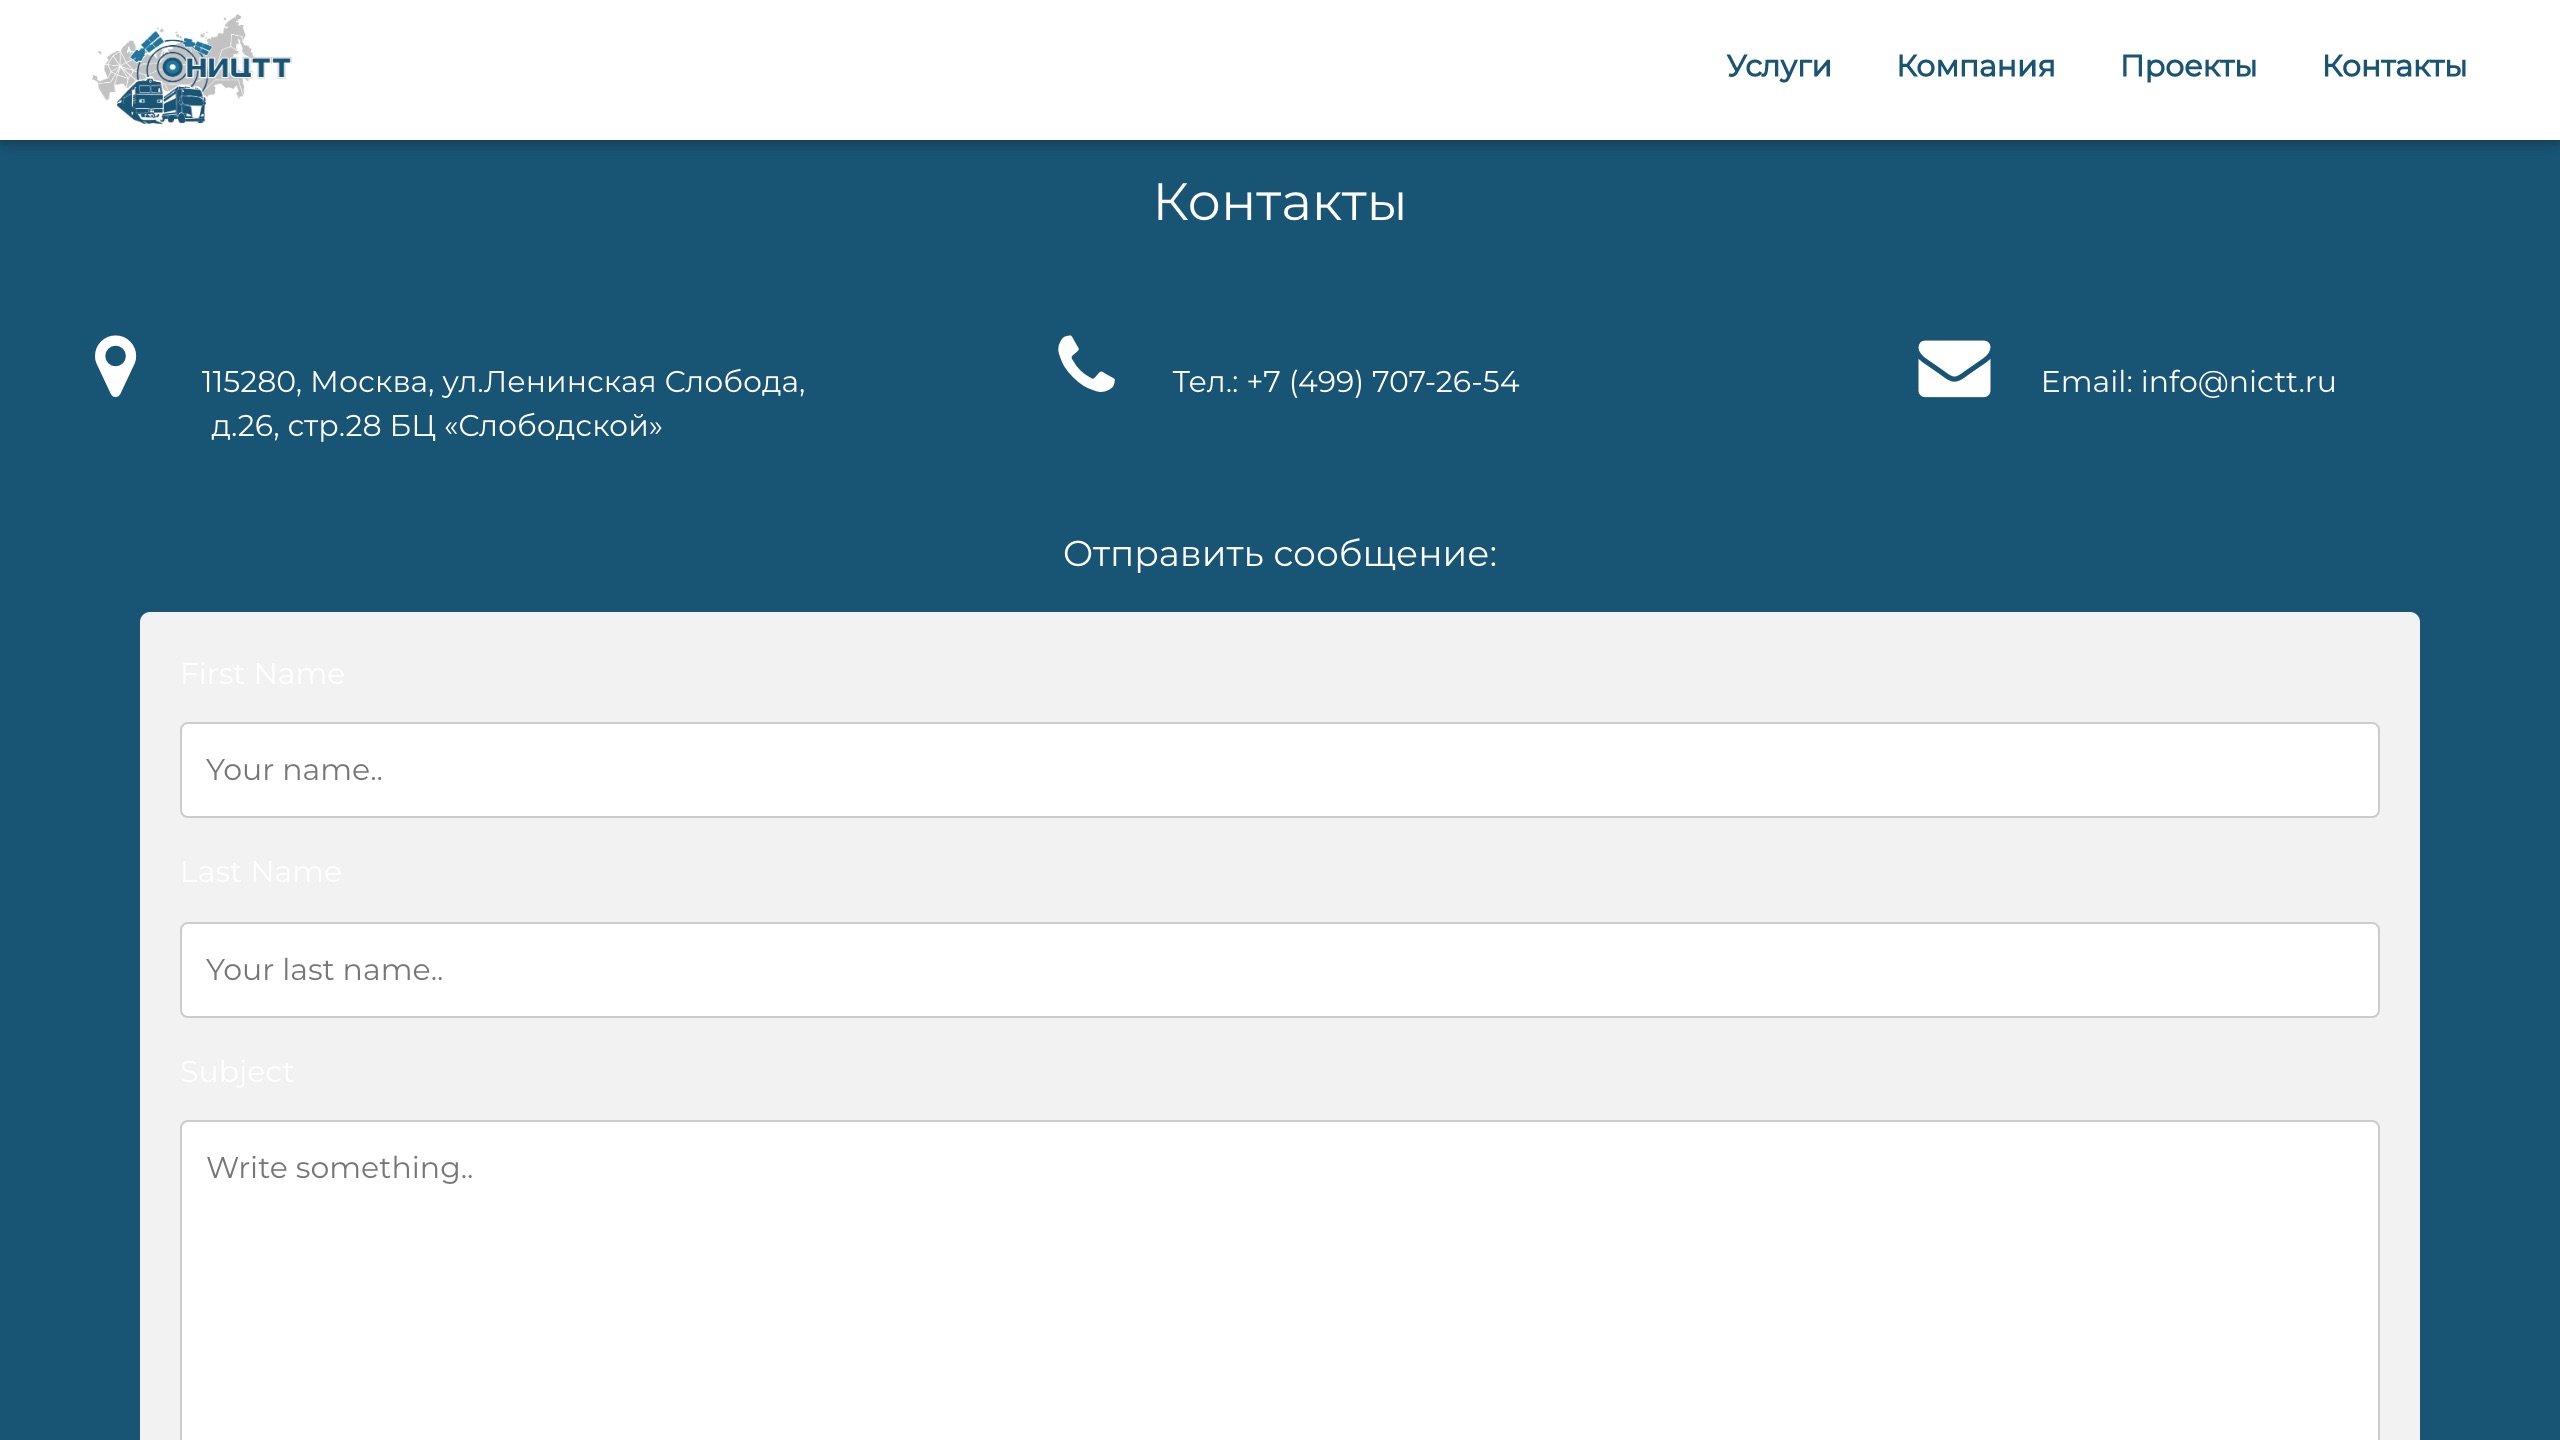 ОНИЦТТ
Услуги
Компания
Проекты
Контакты
Контакты
115280, Москва, ул.Ленинская Слобода,
д.26, стр.28 БЦ «Слободской»
Тел.: +7 (499) 707-26-54
Email: info@nictt.ru
Отправить сообщение:
First Name
Your name..
Last Name
Your last name..
Subject
Write something..